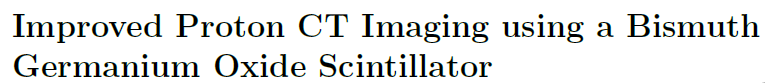 Improved Proton CT Imaging using a Bismuth
Germanium Oxide Scintillator